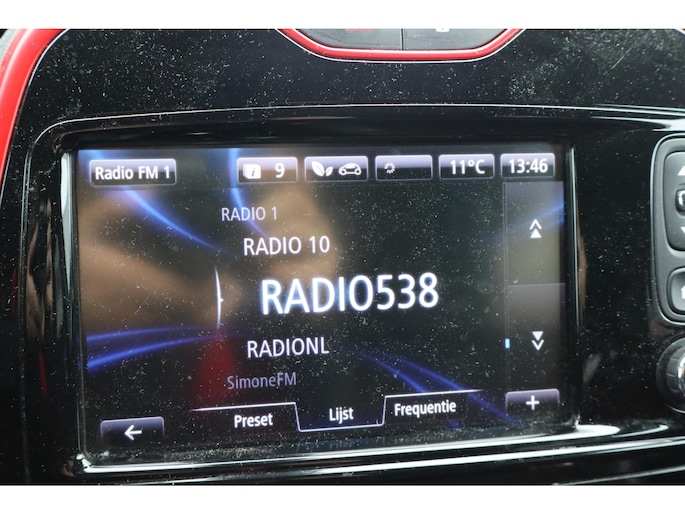 Radio FM 1 9 11°C 13:46
RADIO 1
RADIO 10
RADIO538
RADIONL
SimoneFM
Preset Lijst Frequentie